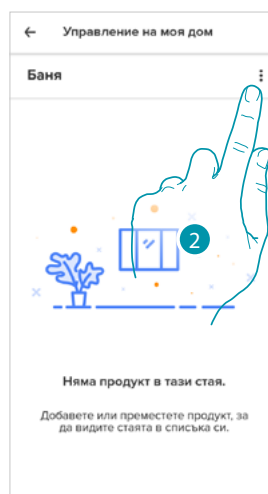 Управление на моя дом
Баня
2
Няма продукт в тази стая.
Добавете или преместете продукт, за
да видите стаята в списъка си.